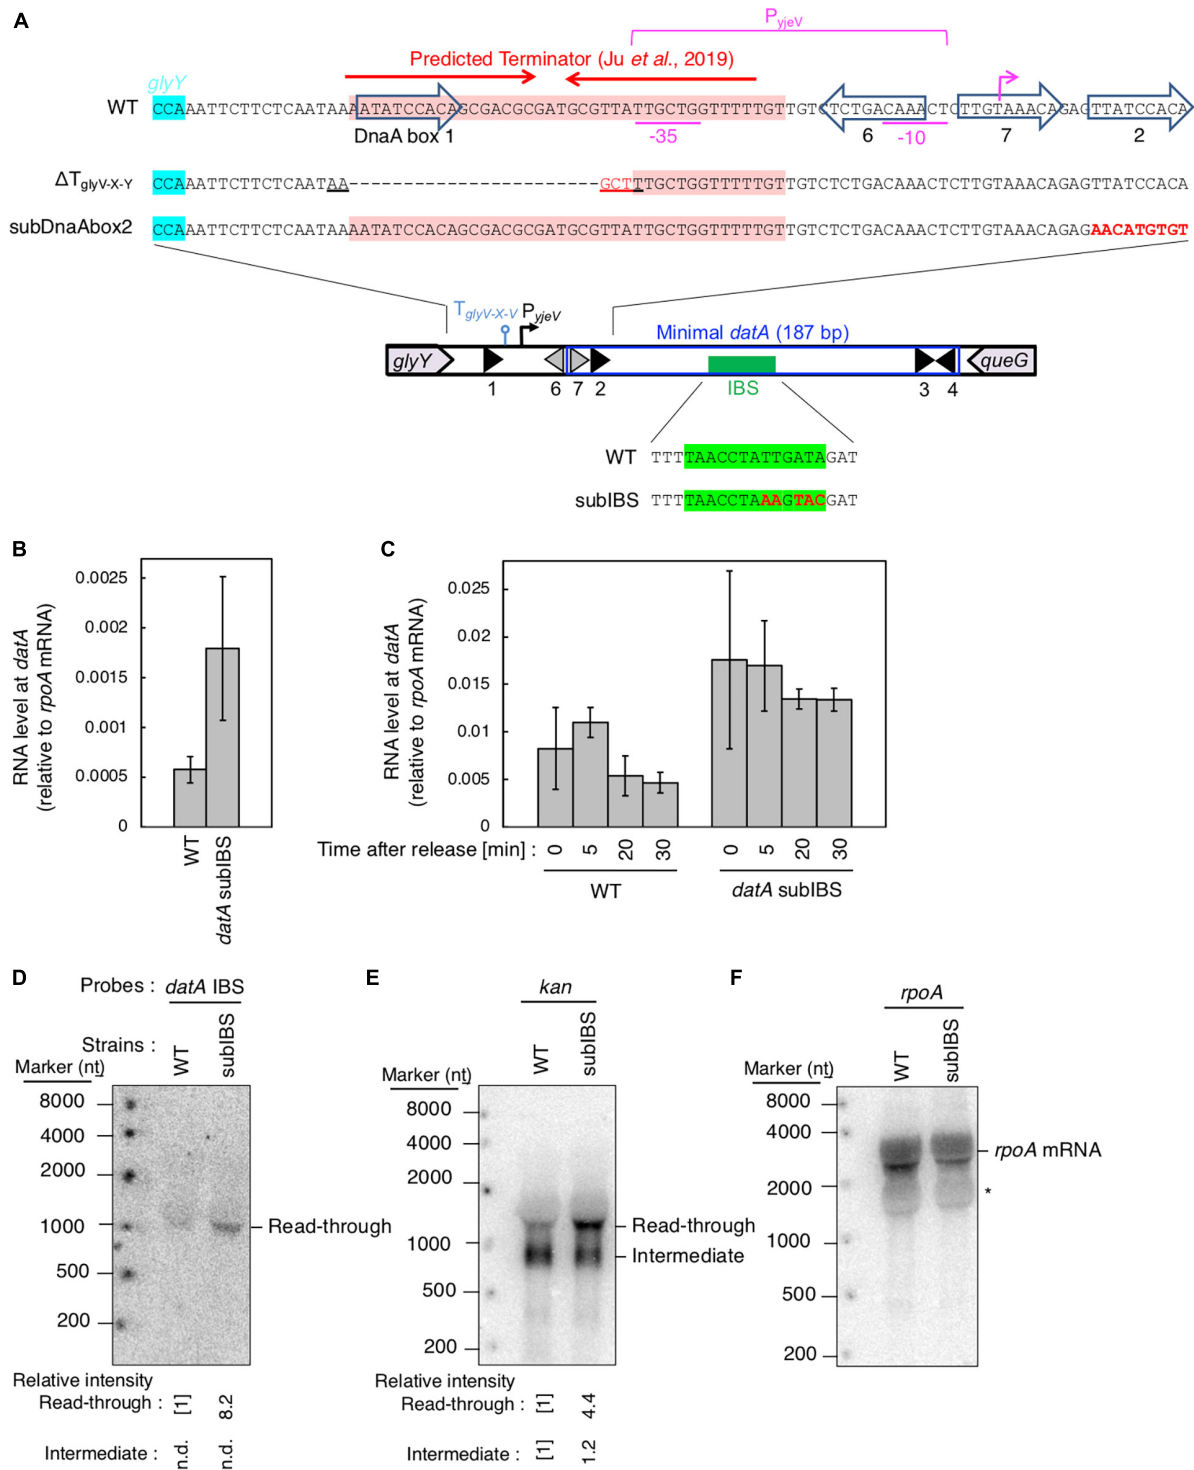 A
P yjeV
Predicted Terminator (Ju et al., 2019)
glyY
WT CCAAATTCTTCTCAATAAAATATCCACAGCGACGCGATGCGTTATTGCTGGTTTTTGTTGTCTCTGACAAACTCTTGTAAACAGAGTTATCCACA
DnaA box 1 -35 6 -10 7 2
ΔT glyV-X-Y CCAAATTCTTCTCAATAA------------------------GCTTTGCTGGTTTTTGTTGTCTCTGACAAACTCTTGTAAACAGAGTTATCCACA
subDnaAbox2 CCAAATTCTTCTCAATAAAATATCCACAGCGACGCGATGCGTTATTGCTGGTTTTTGTTGTCTCTGACAAACTCTTGTAAACAGAGAACATGTGT
T glyV-X-V P yjeV
Minimal datA (187 bp)
glyY queG
1 6 7 2 IBS 3 4
WT TTTTAACCTATTGATAGAT
subIBS TTTTAACCTAAAGTACGAT
B
RNA level at datA
(relative to rpoA mRNA)
0.0025
0.002
0.0015
0.001
0.0005
0
WT
datA subIBS
C
RNA level at datA
(relative to rpoA mRNA)
0.025
0.02
0.015
0.01
0.005
0
Time after release [min] : 0 5 20 30 0 5 20 30
WT datA subIBS
D
Probes : datA IBS
Strains : WT subIBS
Marker (nt)
8000
4000
2000
1000
500
200
Read-through
Relative intensity
Read-through : [1] 8.2
Intermediate : n.d. n.d.
E
kan
WT subIBS
Marker (nt)
8000
4000
2000
1000
500
200
Read-through
Intermediate
Relative intensity
Read-through : [1] 4.4
Intermediate : [1] 1.2
F
rpoA
WT subIBS
Marker (nt)
8000
4000
2000
1000
500
200
rpoA mRNA
*